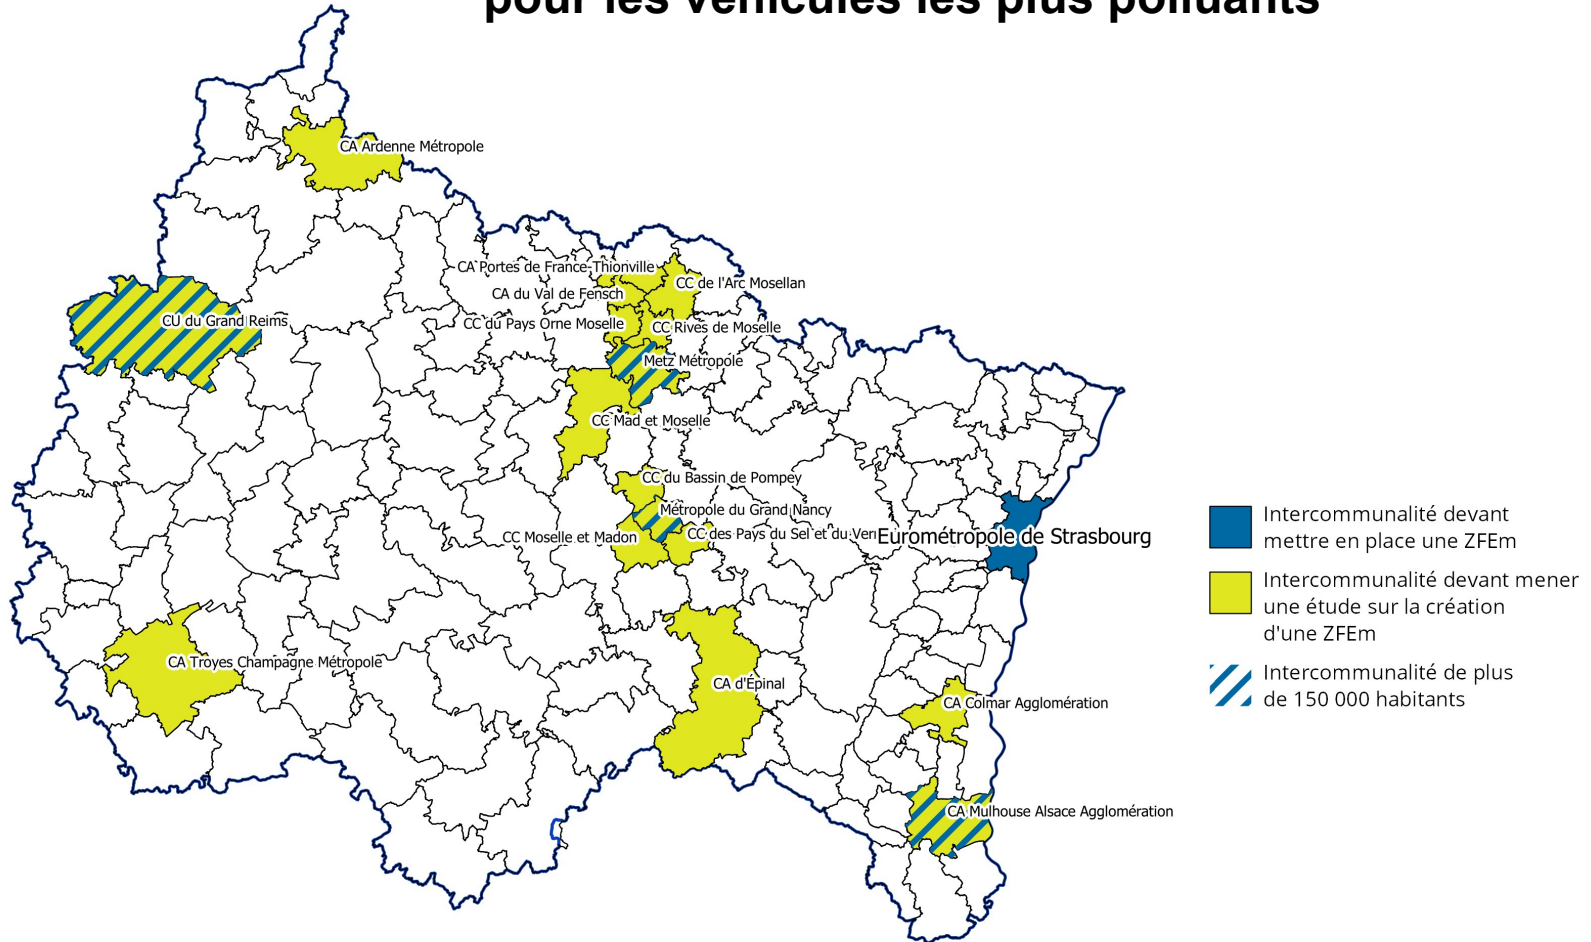 pour les véhicules les plus polluants
CA Ardenne Métropole
CA Portes de France-Thionville
CC de l'Arc Mosellan
CA du Val de Fensch
CU du Grand Reims
CC du Pays Orne Moselle
CC Rives de Moselle
Metz Métropole
CC Mad et Moselle
CC du Bassin de Pompey
Métropole du Grand Nancy
CC Moselle et Madon
CC des Pays du Sel et du Ver
Eurométropole de Strasbourg
CA Troyes Champagne Métropole
CA d'Épinal
CA Colmar Agglomération
CA Mulhouse Alsace Agglomération
Intercommunalité devant
mettre en place une ZFEm
Intercommunalité devant mener
une étude sur la création
d'une ZFEm
Intercommunalité de plus
de 150 000 habitants